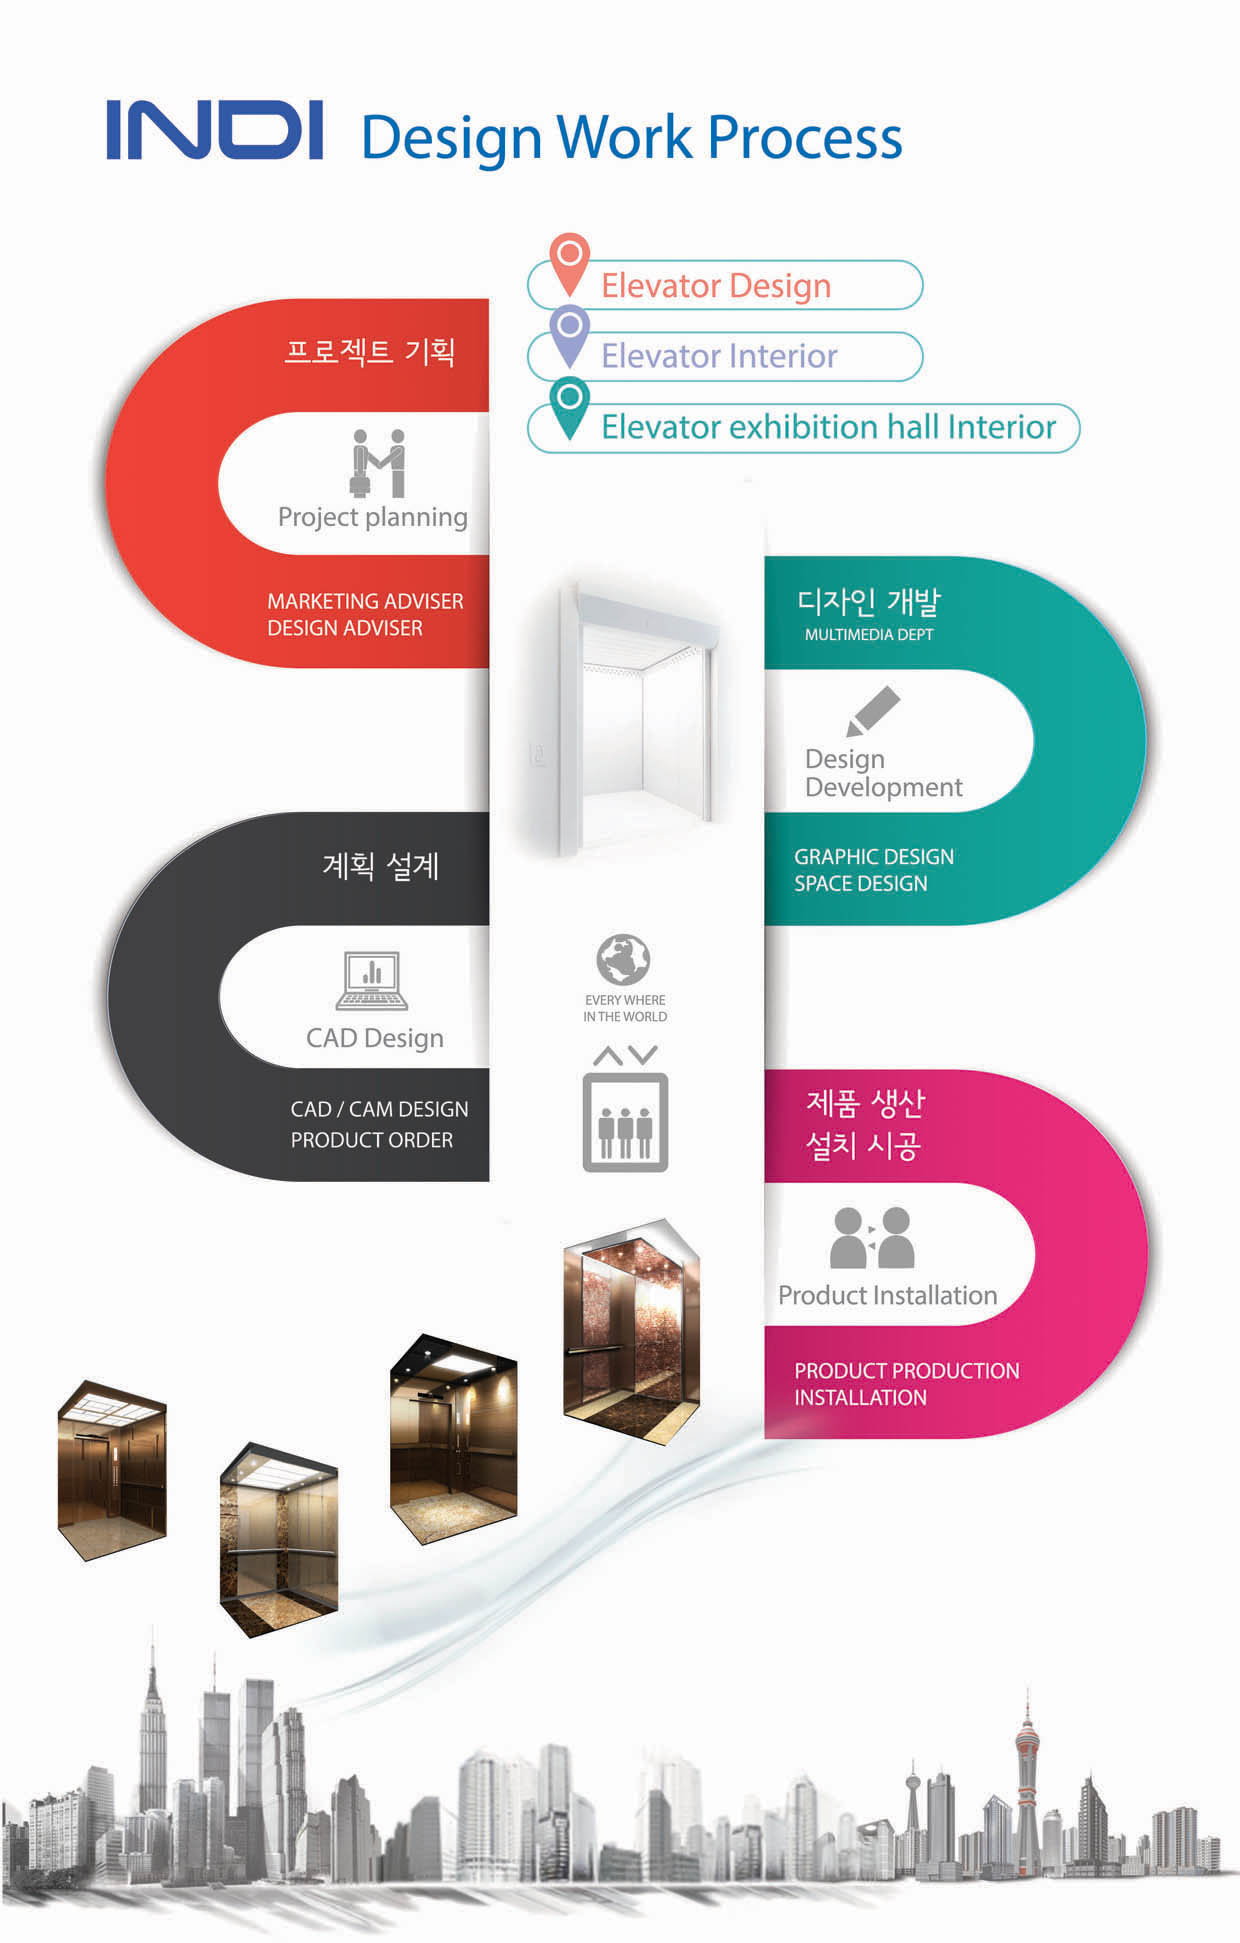 INDI Design Work Process
Elevator Design
Elevator Interior
Elevator exhibition hall Interior
프로젝트 기획
Project planning
MARKETING ADVISER
DESIGN ADVISER
디자인 개발
MULTIMEDIA DEPT
Design
Development
GRAPHIC DESIGN
SPACE DESIGN
계획 설계
CAD Design
CAD / CAM DESIGN
PRODUCT ORDER
EVERY WHERE
IN THE WORLD
제품 생산
설치 시공
Product Installation
PRODUCT PRODUCTION
INSTALLATION